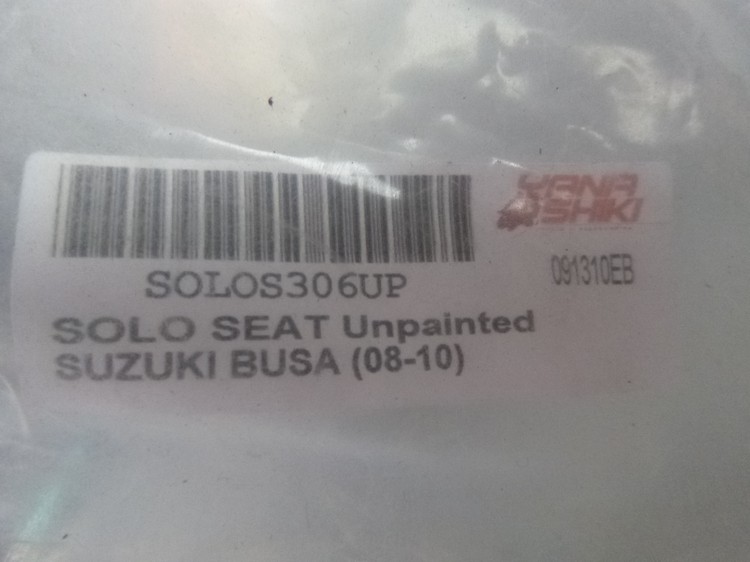 YANA
SHIKI
091310EB
SOLOS306UP
SOLO SEAT Unpainted
SUZUKI BUSA (08-10)